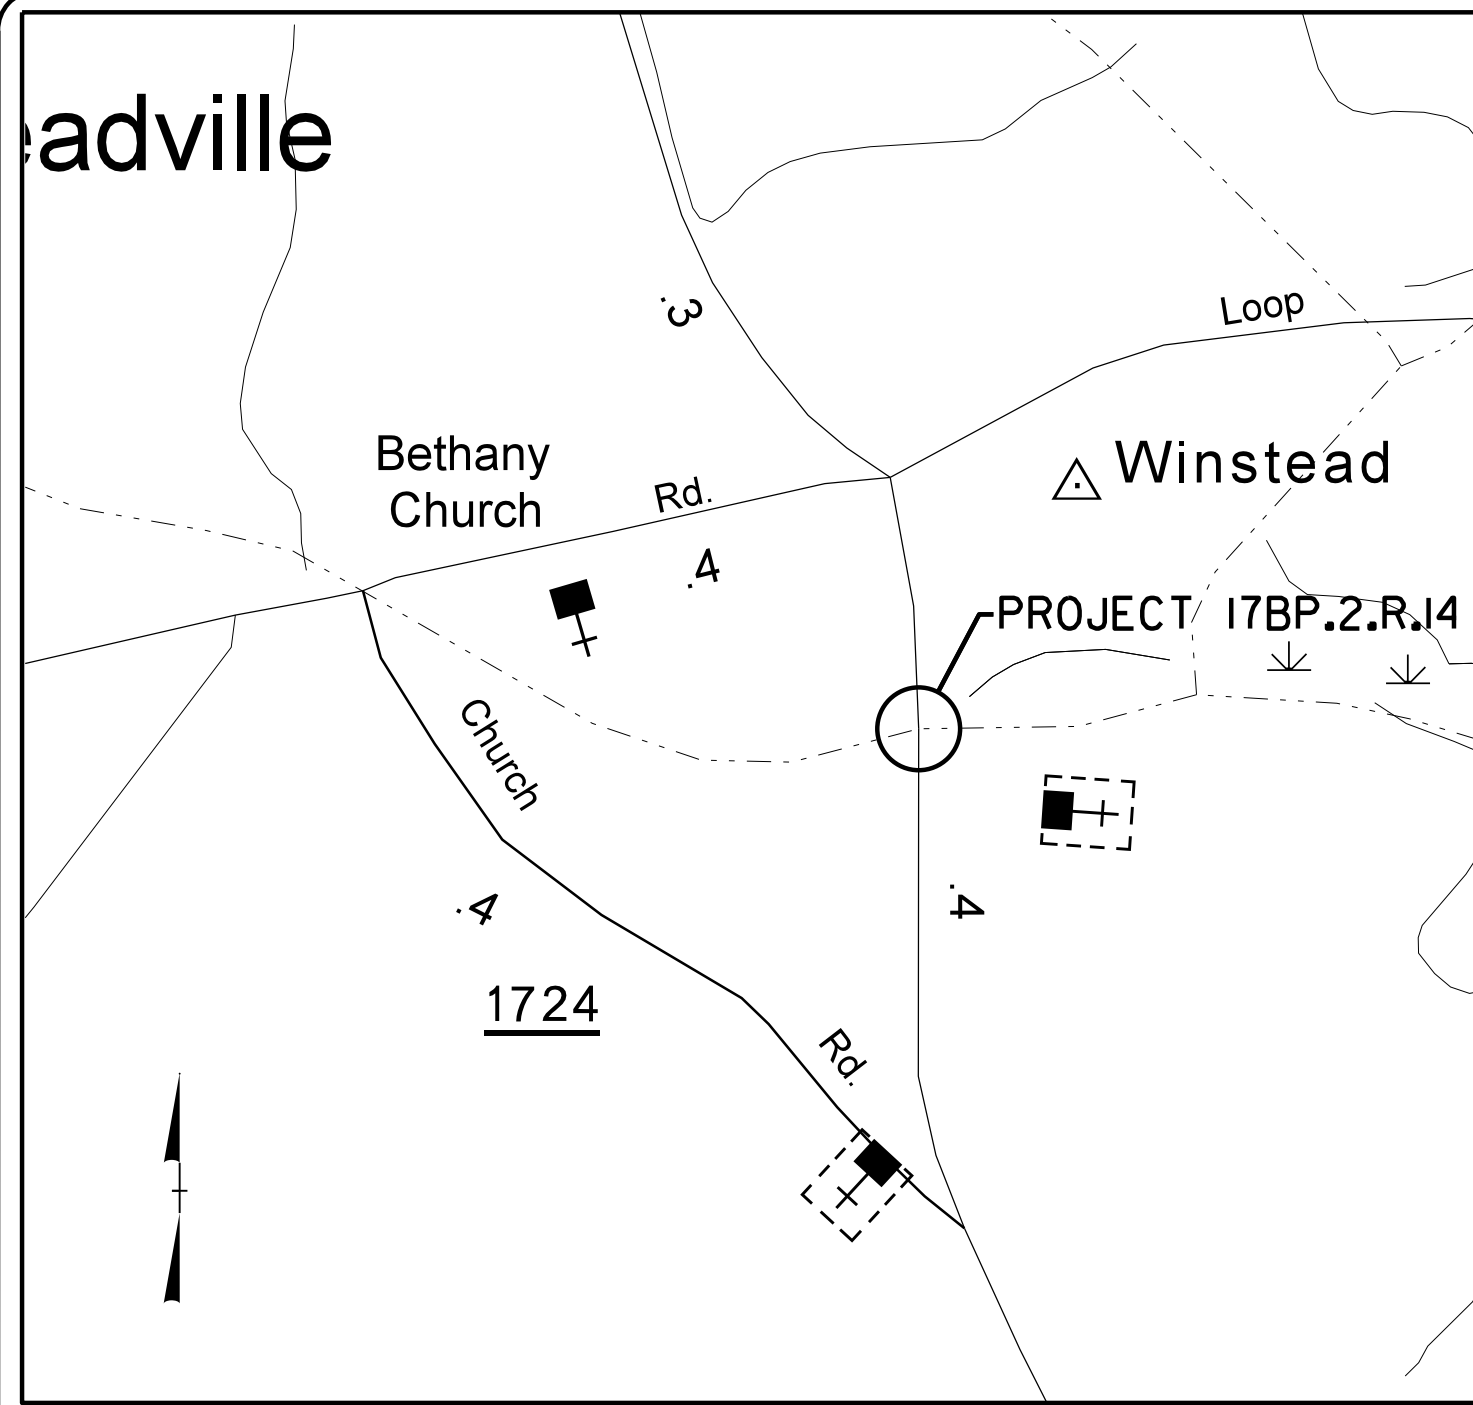 eadville
.3
Loop
Bethany
Church
Rd.
Winstead
.4
PROJECT 17BP.2.R.14
Church
.4
.4
1724
Rd.